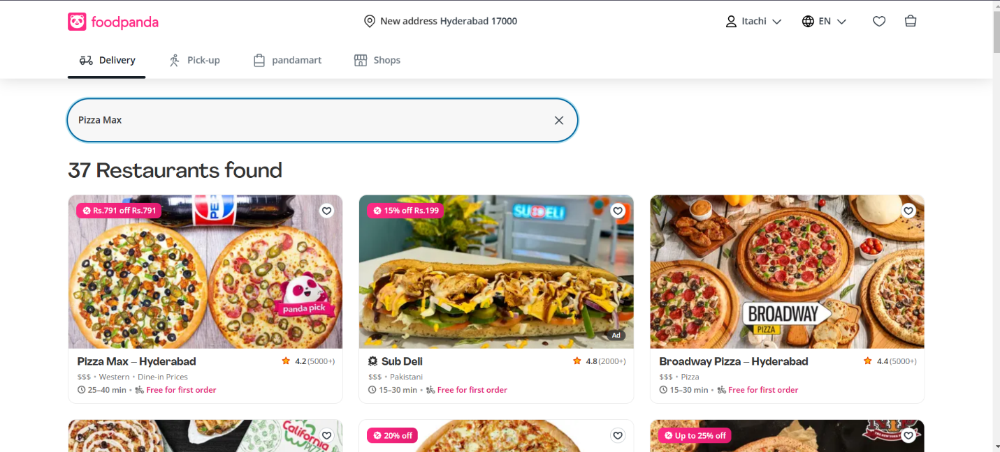 foodpanda
New address Hyderabad 17000
Itachi
EN
Delivery
Pick-up
pandamart
Shops
Pizza Max
37 Restaurants found
Rs.791 off Rs.791
panda pick
Pizza Max – Hyderabad
4.2 (5000+)
$$$ • Western • Dine-in Prices
25–40 min • Free for first order
15% off Rs.199
Ad
Sub Deli
4.8 (2000+)
$$$ • Pakistani
15–30 min • Free for first order
BROADWAY
PIZZA
Broadway Pizza – Hyderabad
4.4 (5000+)
$$$ • Pizza
15–30 min • Free for first order
California
PIZZA
20% off
Up to 25% off